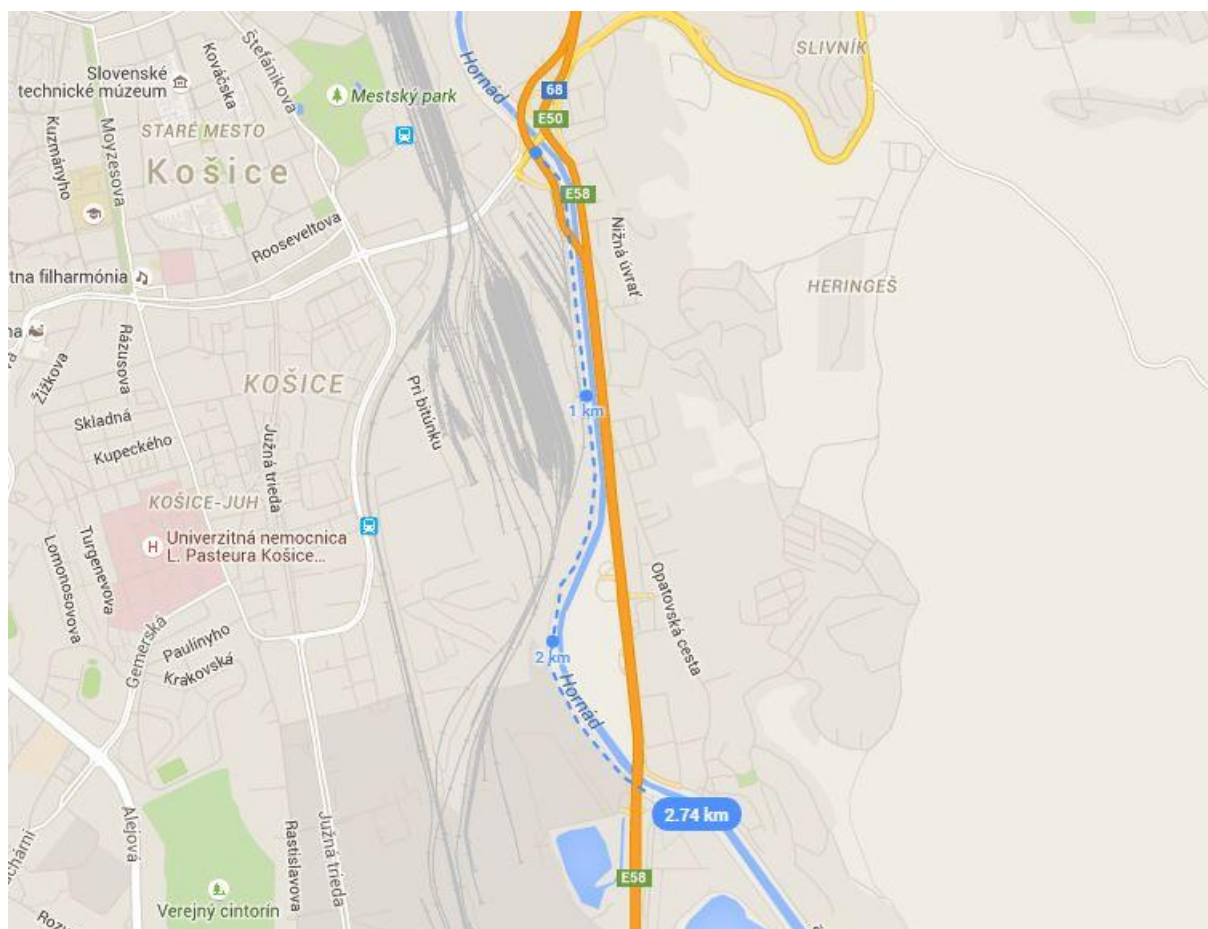 Slovenské
technické múzeum
Kováčska
Štefánikova
Mestský park
Hornád
68
E50
SLIVNÍK
Kuzmányho
Moyzesova
STARÉ MESTO
Košice
E58
Rooseveltova
Nižná úvrať
tna filharmónia
HERINGEŠ
na
Žižkova
Rázusova
KOŠICE
Pri bitúnku
1 km
Skladná
Kupeckého
Južná trieda
KOŠICE-JUH
H
Univerzitná nemocnica
L. Pasteura Košice...
Turgenevova
Lomonosovova
Opatovská cesta
Gemerská
Paulínyho
Krakovská
2 km
Hornád
2.74 km
Alejová
Rastislavova
Južná trieda
E58
Verejný cintorín